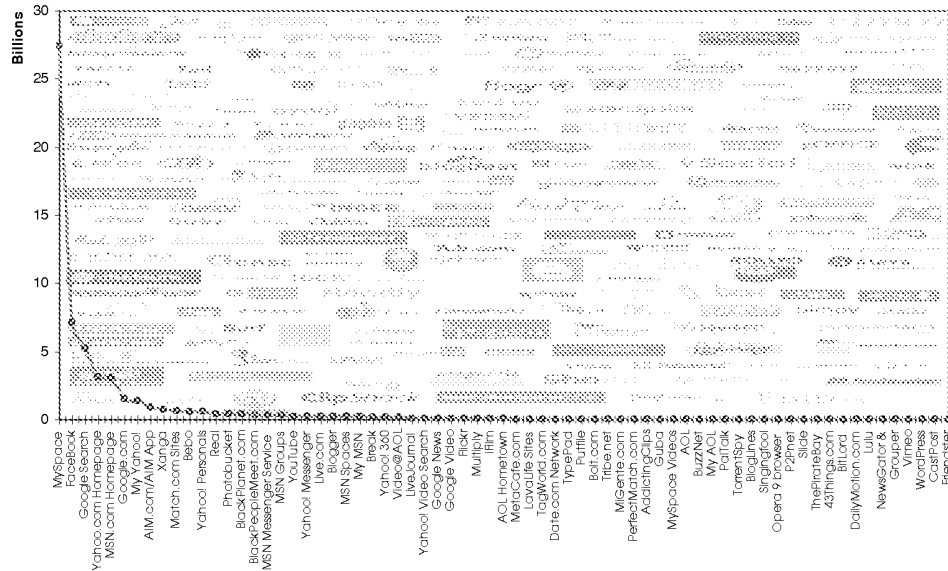 Billions
30
25
20
15
10
5
0
MySpace
FaceBook
Google Search
Yahoo.com Homepage
MSN.com Homepage
Google.com
My Yahoo!
AIM.com/AIM App
Xanga
Match.com Sites
Bebo
Yahoo Personals
Real
Photobucket
BlackPlanet.com
BlackPeopleMeet.com
MSN Messenger Service
MSN Groups
YouTube
Yahoo Messenger
Live.com
Blogger
MSN Spaces
My MSN
Break
Yahoo 360
Video@AOL
LiveJournal
Yahoo Video Search
Google News
Google Video
Flickr
Multiply
iFilm
AOL Hometown
MetaCafe.com
LavaLife Sites
TagWorld.com
Date.com Network
TypePad
Putfile
Bolt.com
Tribe.net
MiGente.com
PerfectMatch.com
AddictingClips
Guba
MySpace Videos
AOL
BuzzNet
My AOL
PalTalk
TorrentSpy
BlogLines
Singingfool
Opera 9 browser
P2Pnet
Slide
ThePirateBay
43Things.com
BitLord
DailyMotion.com
Lulu
NewsGator &
Grouper
Vimeo
WordPress
CastPost
Friendster